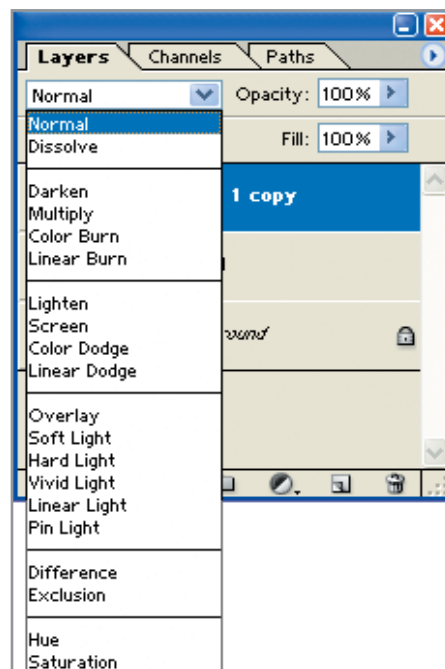 Layers Channels Paths
Normal Opacity: 100%
Normal
Dissolve Fill: 100%
Darken
Multiply 1 copy
Color Burn
Linear Burn
Lighten
Screen
Color Dodge
Linear Dodge
Overlay
Soft Light
Hard Light
Vivid Light
Linear Light
Pin Light
Difference
Exclusion
Hue
Saturation